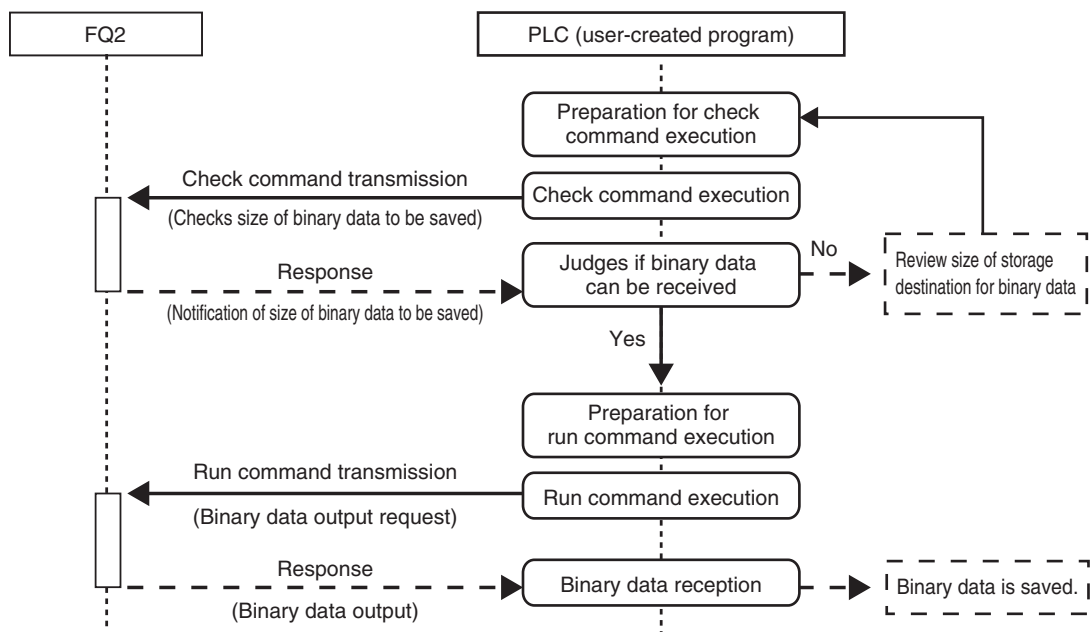 FQ2
PLC (user-created program)
Preparation for check
command execution
Check command transmission
(Checks size of binary data to be saved)
Check command execution
Response
(Notification of size of binary data to be saved)
Judges if binary data
can be received
No
Review size of storage
destination for binary data
Yes
Preparation for
run command execution
Run command transmission
(Binary data output request)
Run command execution
Response
(Binary data output)
Binary data reception
Binary data is saved.